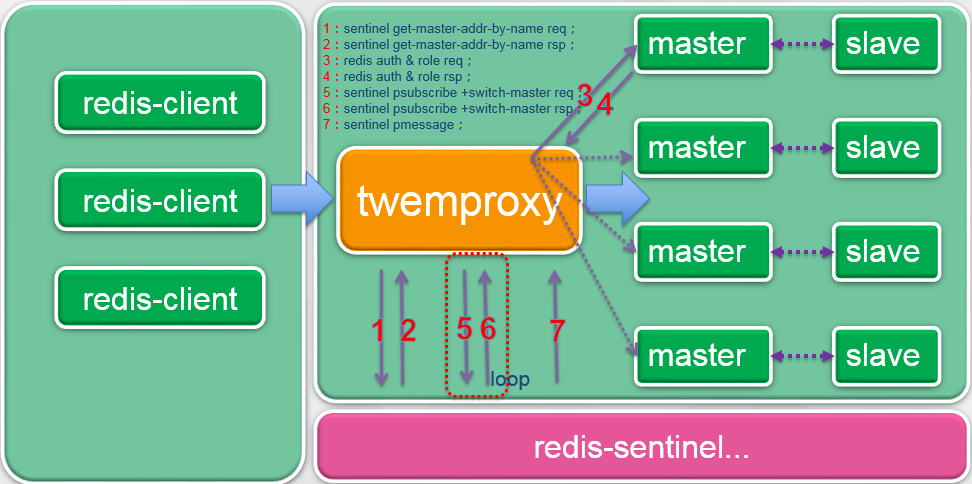 redis-client
redis-client
redis-client
1：sentinel get-master-addr-by-name req；
2：sentinel get-master-addr-by-name rsp；
3：redis auth & role req；
4：redis auth & role rsp；
5：sentinel psubscribe +switch-master req；
6：sentinel psubscribe +switch-master rsp；
7：sentinel pmessage；
3
4
twemproxy
master
slave
master
slave
master
slave
master
slave
1
2
5
6
7
loop
redis-sentinel...